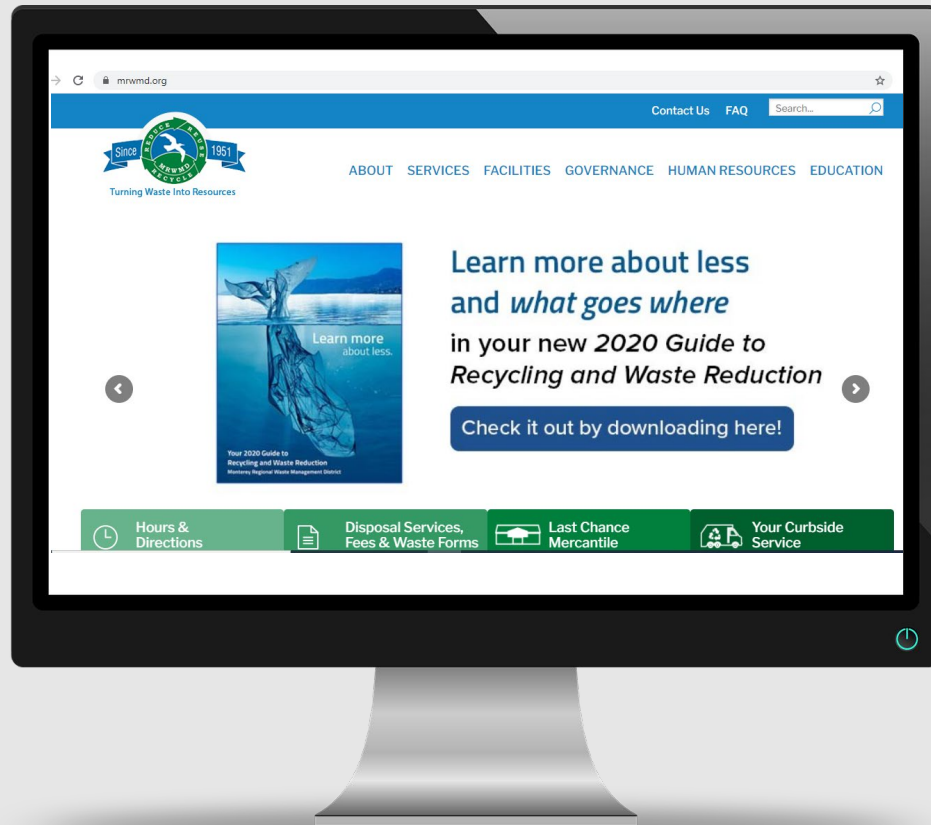 mrwmd.org
Contact Us FAQ Search...
REDUCE REUSE
Since 1951
MRWMD
RECYCLE
Turning Waste Into Resources
ABOUT SERVICES FACILITIES GOVERNANCE HUMAN RESOURCES EDUCATION
Learn more
about less.
Your 2020 Guide to
Recycling and Waste Reduction
Monterey Regional Waste Management District
Learn more about less
and what goes where
in your new 2020 Guide to
Recycling and Waste Reduction
Check it out by downloading here!
Hours &
Directions
Disposal Services,
Fees & Waste Forms
Last Chance
Mercantile
Your Curbside
Service